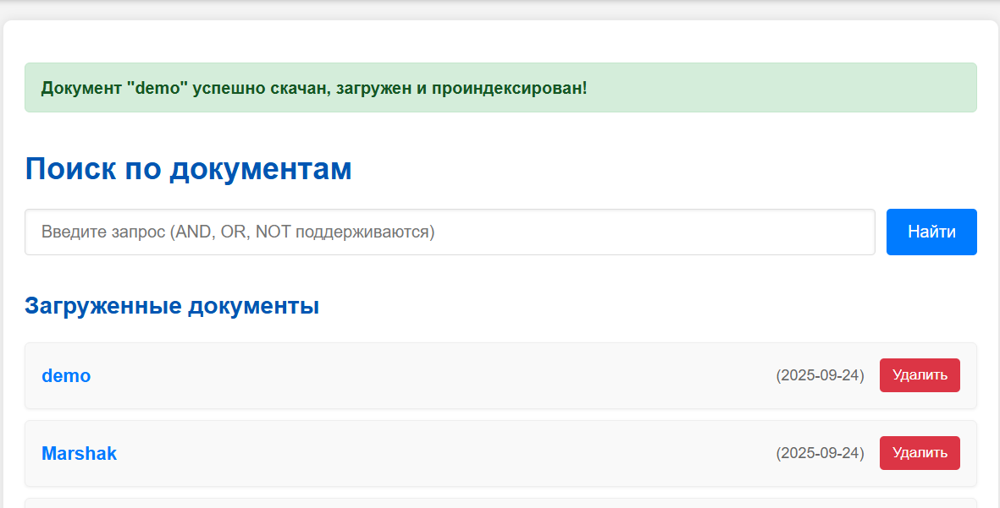 Документ "demo" успешно скачан, загружен и проиндексирован!
Поиск по документам
Введите запрос (AND, OR, NOT поддерживаются)
Найти
Загруженные документы
demo
(2025-09-24)
Удалить
Marshak
(2025-09-24)
Удалить